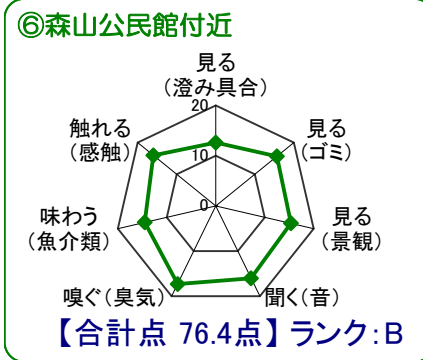 ⑥森山公民館付近
見る
(澄み具合)
20
触れる
(感触)
見る
(ゴミ)
10
0
味わう
(魚介類)
見る
(景観)
嗅ぐ(臭気)
聞く(音)
【合計点 76.4点】ランク:B